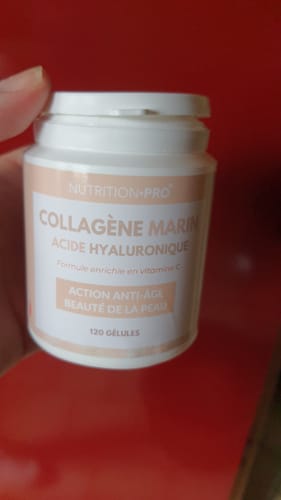 NUTRITION•PRO
COLLAGÈNE MARIN
ACIDE HYALURONIQUE
Formule enrichie en vitamine C
ACTION ANTI-ÂGE
BEAUTÉ DE LA PEAU
120 GÉLULES